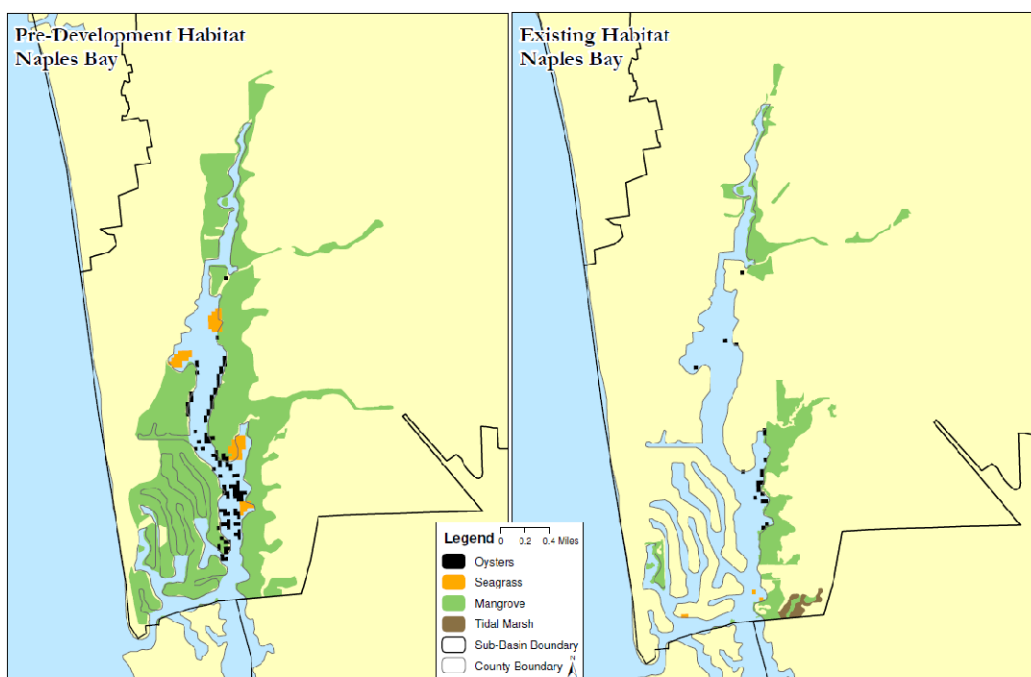 Pre-Development Habitat
Naples Bay
Existing Habitat
Naples Bay
Legend
0 0.2 0.4 Miles
Oysters
Seagrass
Mangrove
Tidal Marsh
Sub-Basin Boundary
County Boundary
N